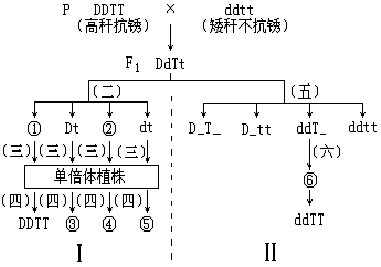 P DDTT × ddtt
(高秆抗锈) (矮秆不抗锈)
F1 DdTt
(二) (五)
① Dt ② dt D_T_ D_tt ddT_ ddtt
(三) (三) (三) (三) (六)
单倍体植株 ⑥
(四) (四) (四) (四)
DDTT ③ ④ ⑤ ddTT
I II